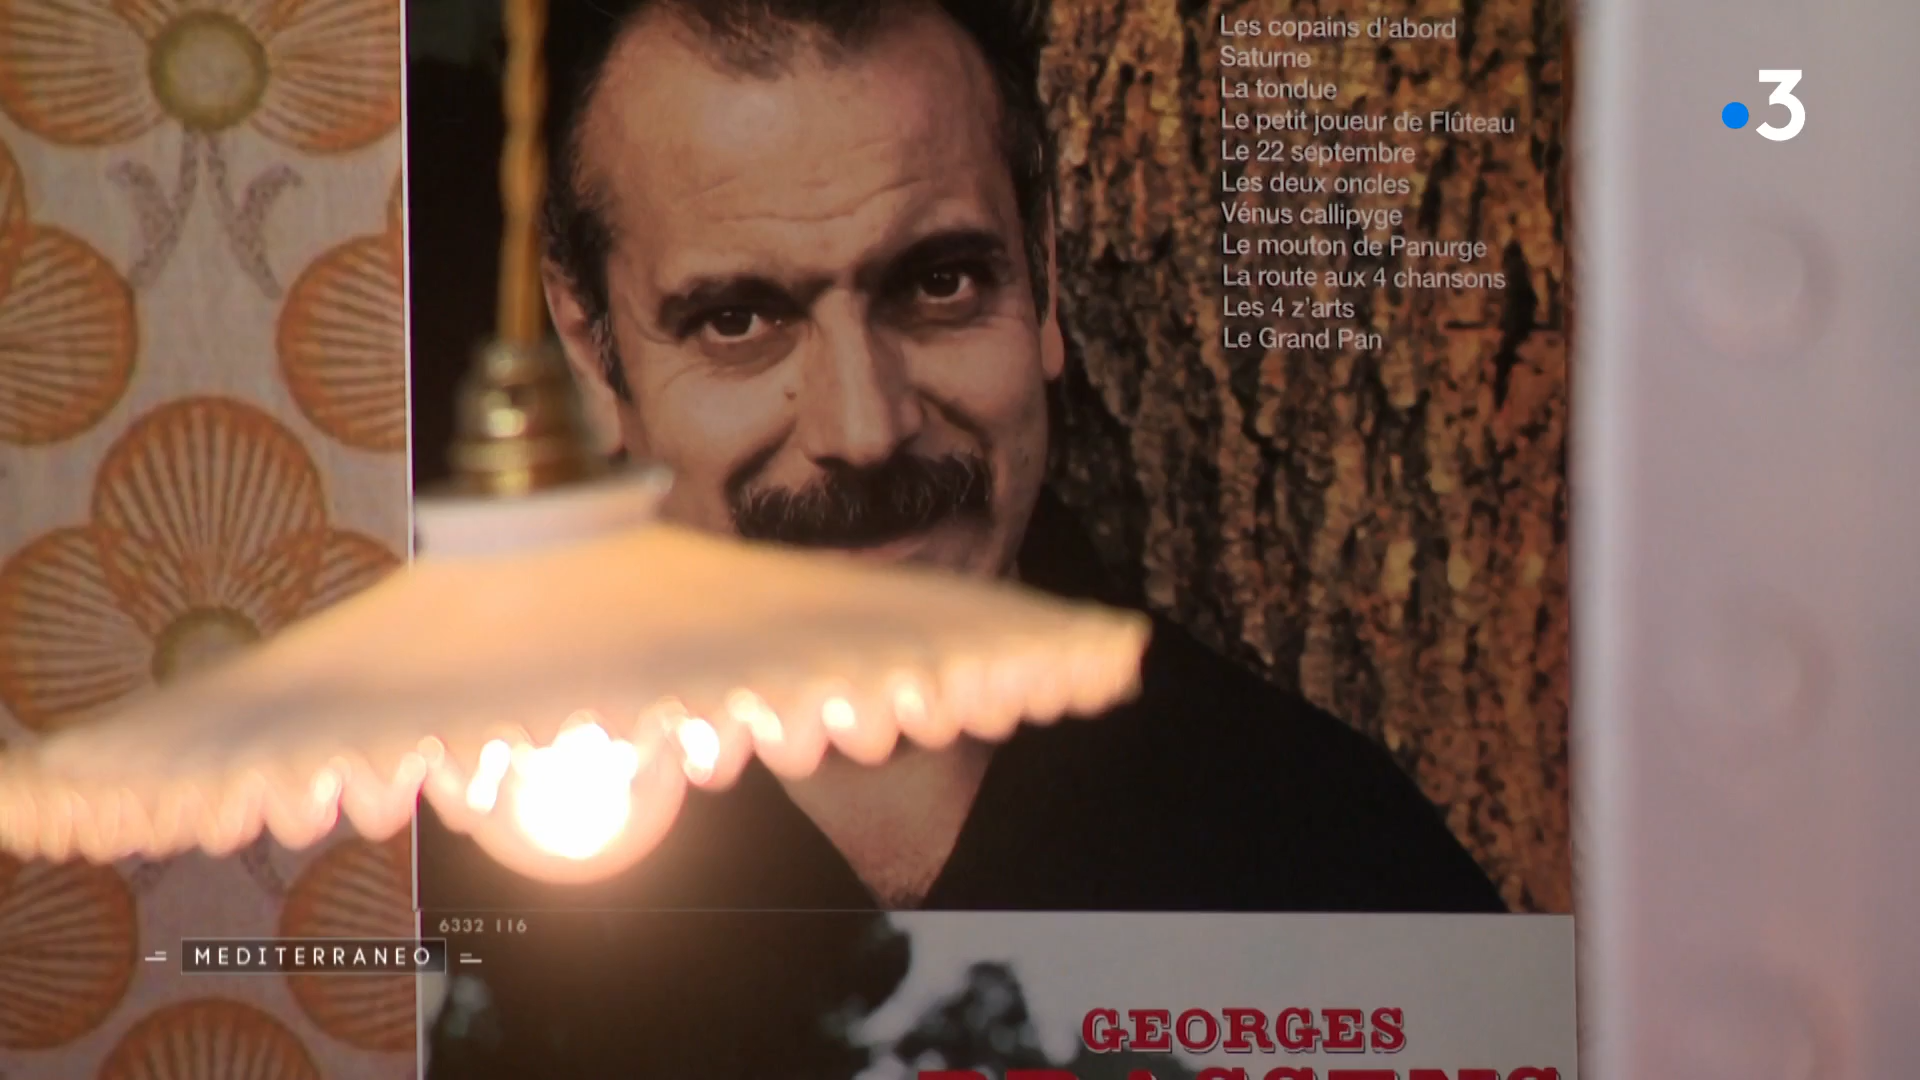 Les copains d'abord
Saturne
La tondue
Le petit joueur de Flûteau
Le 22 septembre
Les deux oncles
Vénus callipyge
Le mouton de Panurge
La route aux 4 chansons
Les 4 z'arts
Le Grand Pan
3
6332 116
MEDITERRANEO
GEORGES
BRASSENS